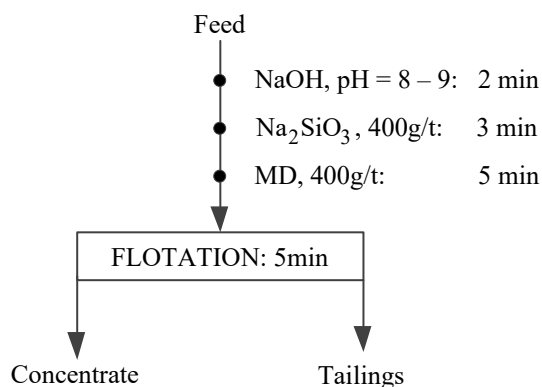 Feed
NaOH, pH = 8 – 9: 2 min
Na₂SiO₃, 400g/t: 3 min
MD, 400g/t: 5 min
FLOTATION: 5min
Concentrate Tailings